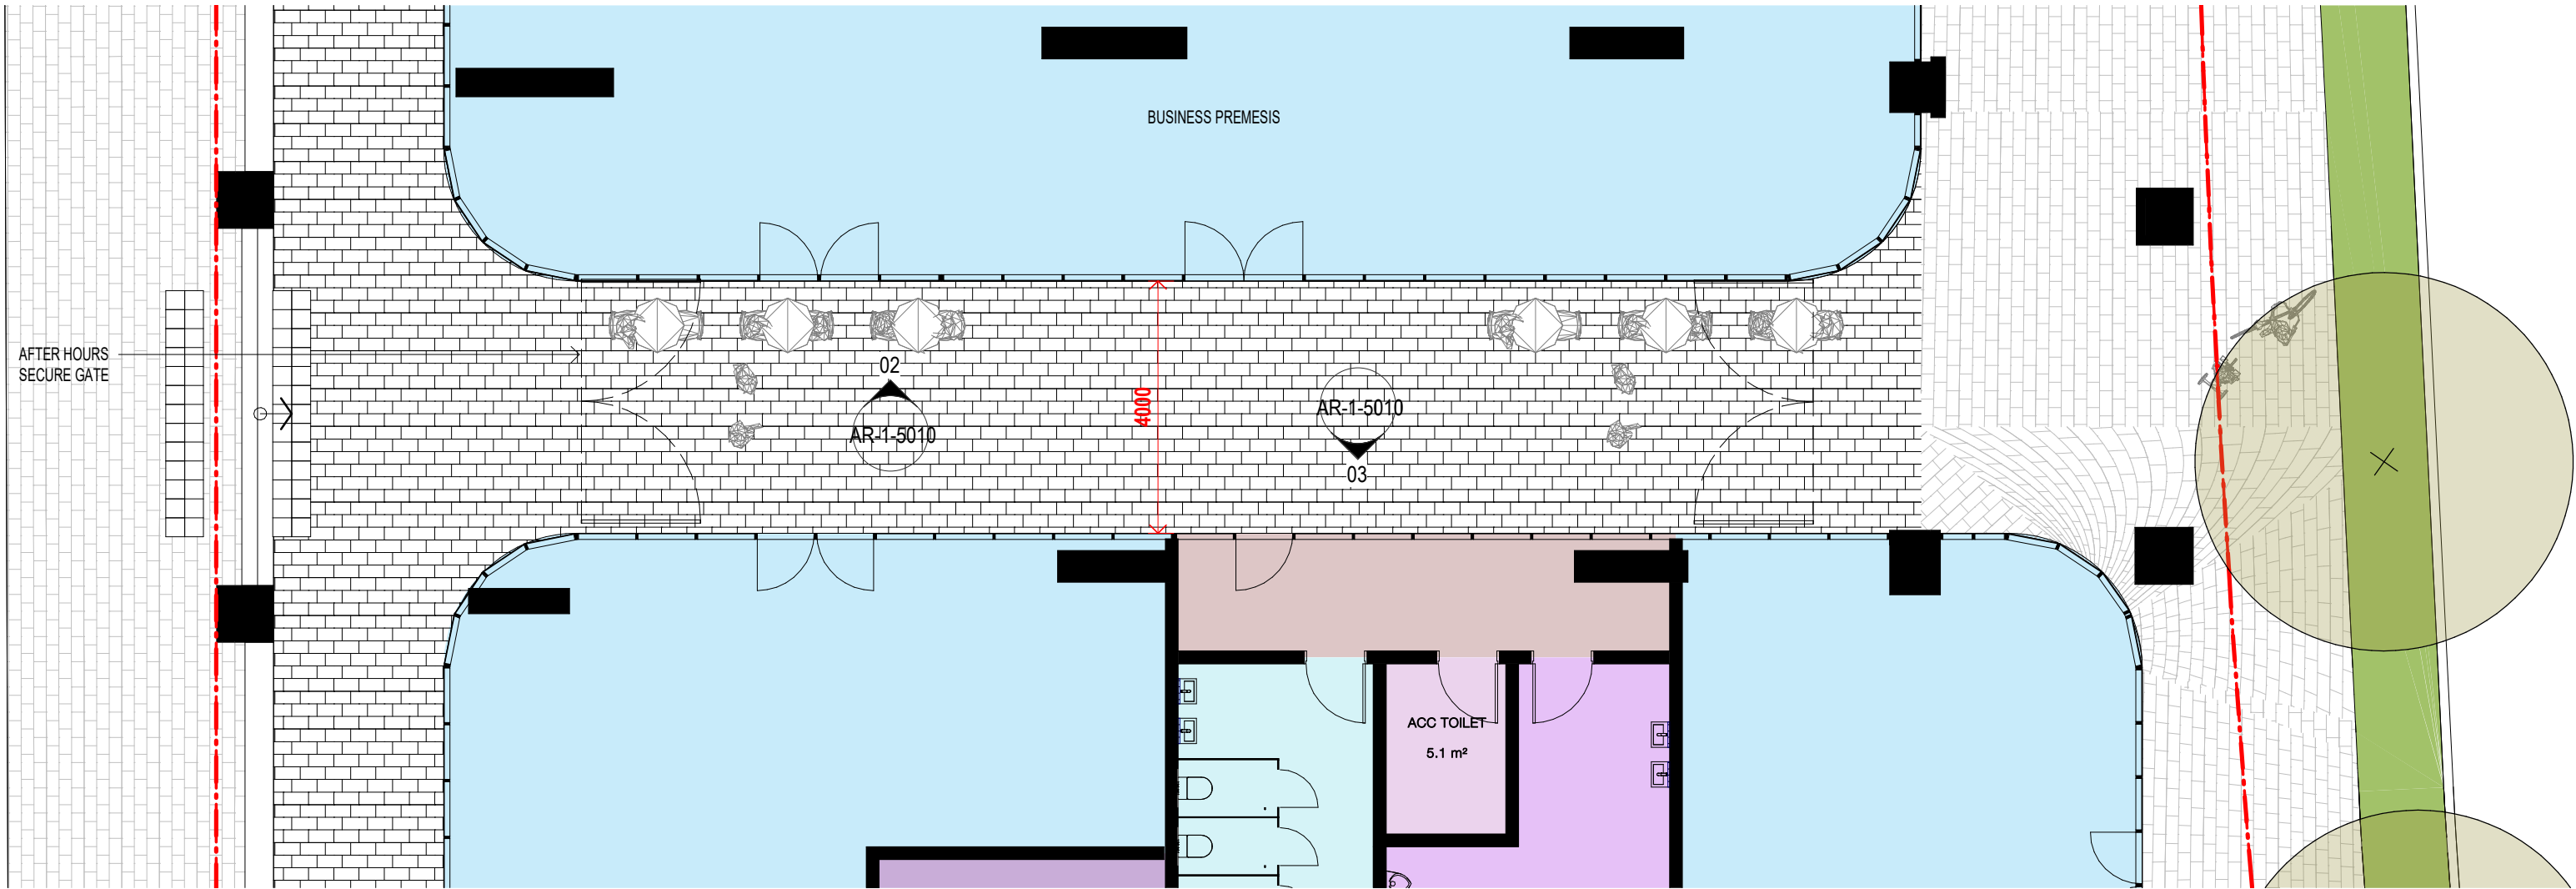 BUSINESS PREMESIS
AFTER HOURS
SECURE GATE
02
AR-1-5010
4000
AR-1-5010
03
ACC TOILET
5.1 m²